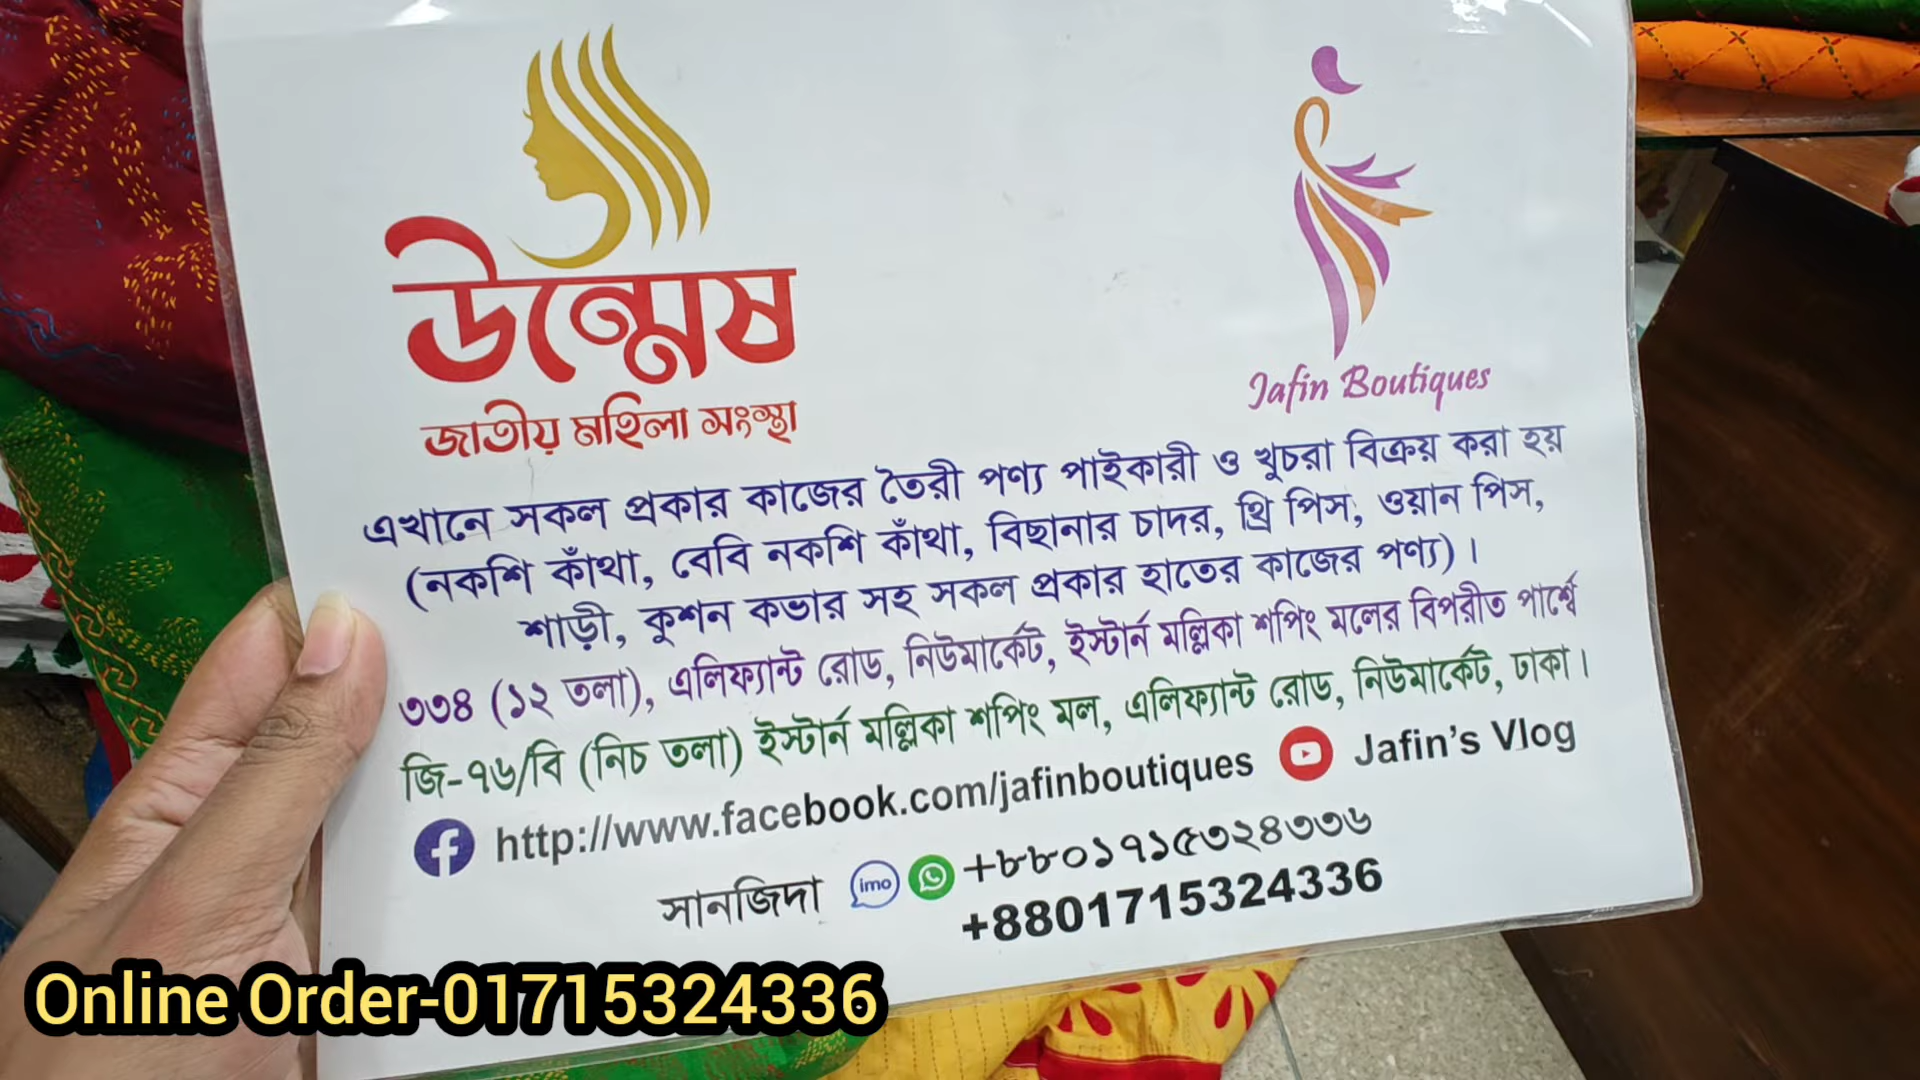 উন্মেষ
জাতীয় মহিলা সংস্থা
Jafin Boutiques
এখানে সকল প্রকার কাজের তৈরী পণ্য পাইকারী ও খুচরা বিক্রয় করা হয়
(নকশি কাঁথা, বেবি নকশি কাঁথা, বিছানার চাদর, থ্রি পিস, ওয়ান পিস,
শাড়ী, কুশন কভার সহ সকল প্রকার হাতের কাজের পণ্য)।
৩৩৪ (১২ তলা), এলিফ্যান্ট রোড, নিউমার্কেট, ইস্টার্ন মল্লিকা শপিং মলের বিপরীত পার্শ্বে
জি-৭৬/বি (নিচ তলা) ইস্টার্ন মল্লিকা শপিং মল, এলিফ্যান্ট রোড, নিউমার্কেট, ঢাকা।
http://www.facebook.com/jafinboutiques Jafin's Vlog
সানজিদা imo +৮৮০১৭১৫৩২৪৩৩৬
+8801715324336
Online Order-01715324336